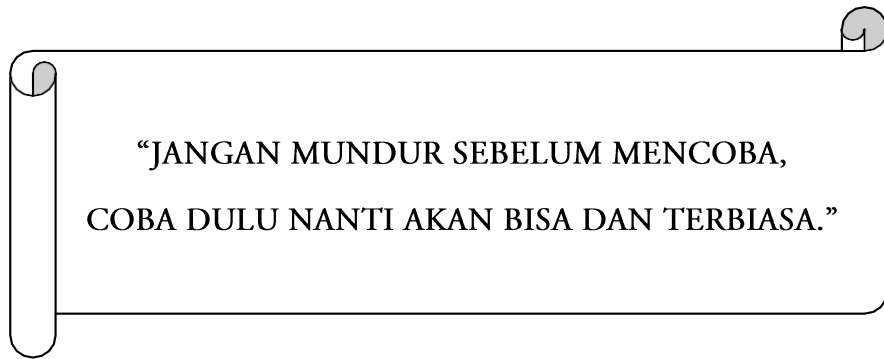 “JANGAN MUNDUR SEBELUM MENCOBA,
COBA DULU NANTI AKAN BISA DAN TERBIASA.”